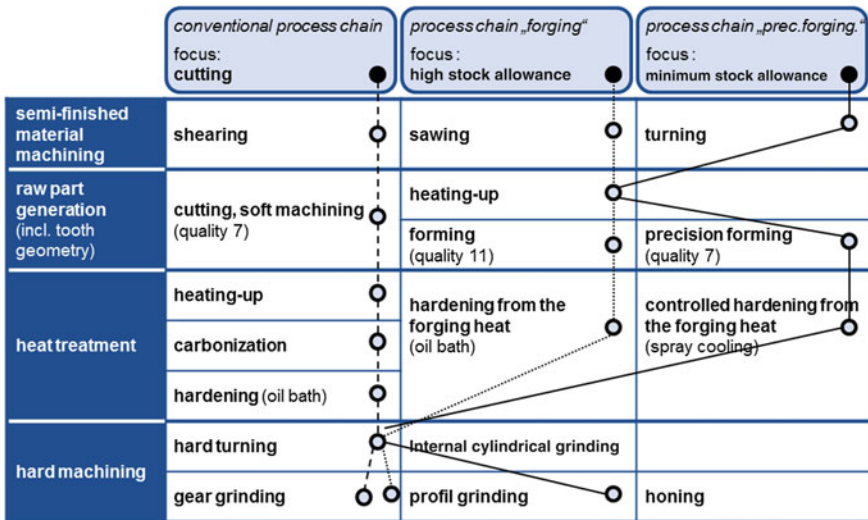 conventional process chain
focus:
cutting
process chain „forging“
focus :
high stock allowance
process chain „prec.forging.“
focus :
minimum stock allowance
semi-finished
material
machining
shearing
sawing
turning
raw part
generation
(incl. tooth
geometry)
cutting, soft machining
(quality 7)
heating-up
forming
(quality 11)
precision forming
(quality 7)
heat treatment
heating-up
carbonization
hardening (oil bath)
hardening from the
forging heat
(oil bath)
controlled hardening from
the forging heat
(spray cooling)
hard machining
hard turning
Internal cylindrical grinding
gear grinding
profil grinding
honing